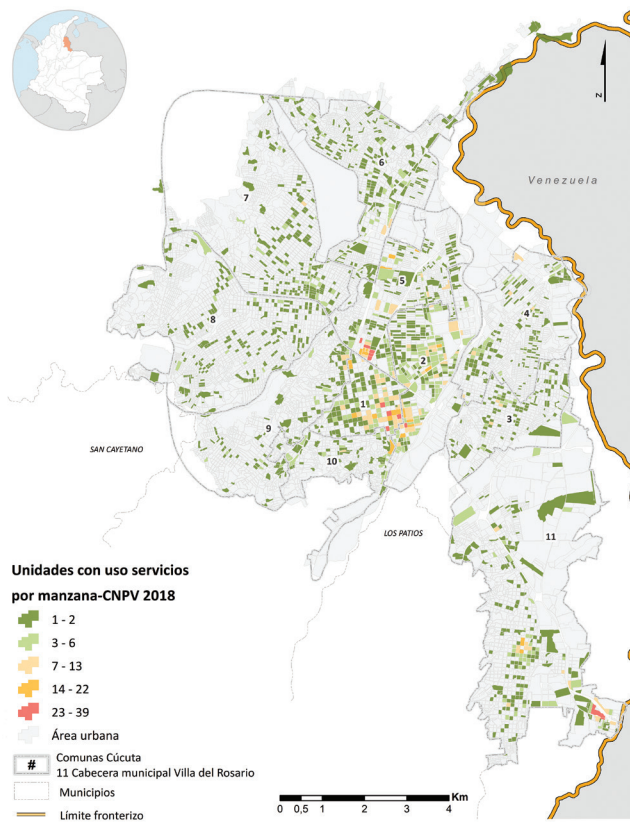 N
Venezuela
6
7
5
4
8
2
1
3
9
10
SAN CAYETANO
LOS PATIOS
11
Unidades con uso servicios
por manzana-CNPV 2018
1 - 2
3 - 6
7 - 13
14 - 22
23 - 39
Área urbana
# Comunas Cúcuta
11 Cabecera municipal Villa del Rosario
Municipios
Límite fronterizo
Km
0 0,5 1 2 3 4